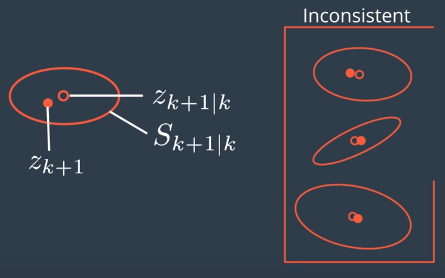 Inconsistent
z_{k+1|k}
S_{k+1|k}
z_{k+1}